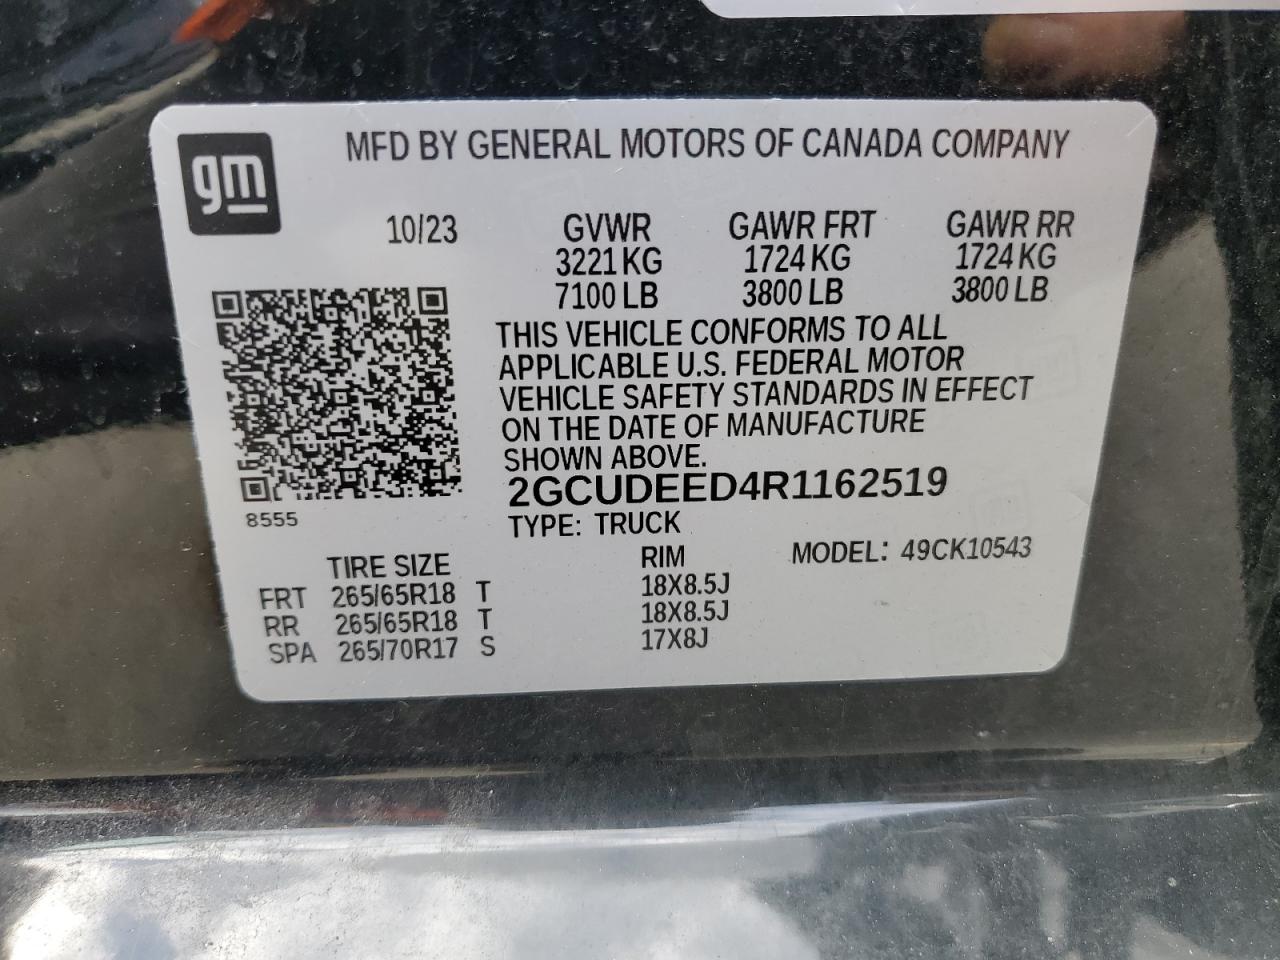 gm
MFD BY GENERAL MOTORS OF CANADA COMPANY
10/23 GVWR GAWR FRT GAWR RR
3221 KG 1724 KG 1724 KG
7100 LB 3800 LB 3800 LB
THIS VEHICLE CONFORMS TO ALL
APPLICABLE U.S. FEDERAL MOTOR
VEHICLE SAFETY STANDARDS IN EFFECT
ON THE DATE OF MANUFACTURE
SHOWN ABOVE.
2GCUDEED4R1162519
8555
TYPE: TRUCK
TIRE SIZE RIM MODEL: 49CK10543
FRT 265/65R18 T 18X8.5J
RR 265/65R18 T 18X8.5J
SPA 265/70R17 S 17X8J